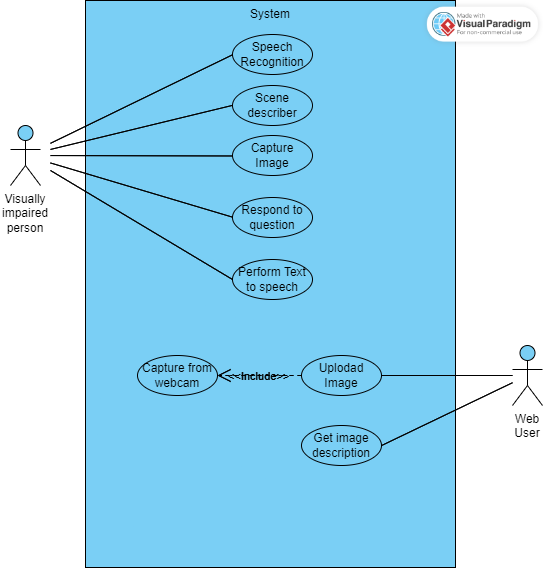 System
Made with
Visual Paradigm
For non-commercial use
Speech
Recognition
Scene
describer
Capture
Image
Visually
impaired
person
Respond to
question
Perform Text
to speech
Capture from
webcam
<<Include>>
Uplodad
Image
Web
User
Get image
description